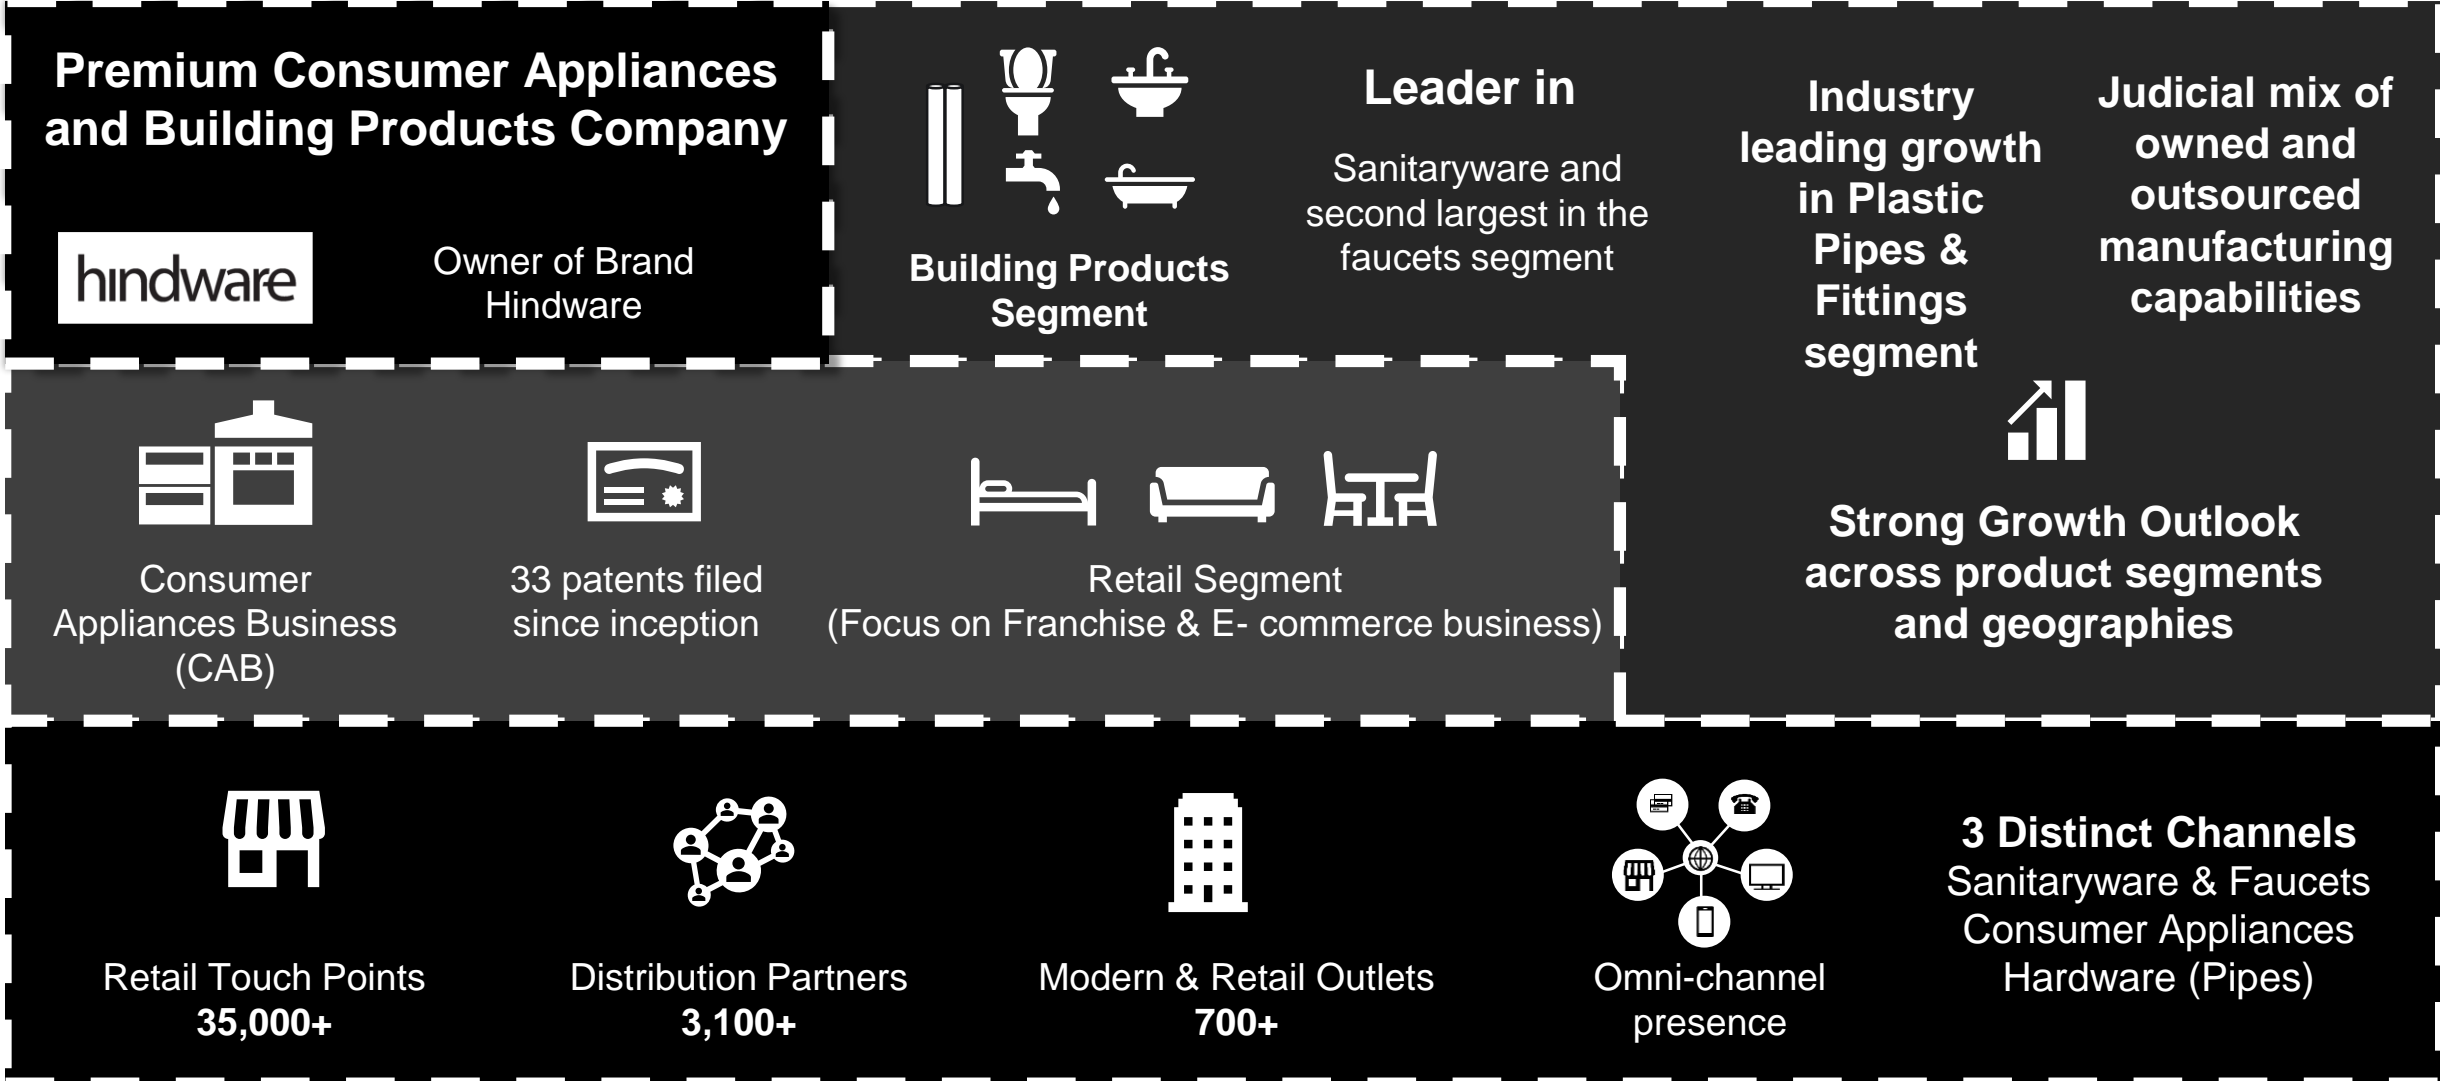 Premium Consumer Appliances
and Building Products Company
hindware
Owner of Brand
Hindware
Building Products
Segment
Leader in
Sanitaryware and
second largest in the
faucets segment
Industry
leading growth
in Plastic
Pipes &
Fittings
segment
Judicial mix of
owned and
outsourced
manufacturing
capabilities
Strong Growth Outlook
across product segments
and geographies
Consumer
Appliances Business
(CAB)
33 patents filed
since inception
Retail Segment
(Focus on Franchise & E- commerce business)
Retail Touch Points
35,000+
Distribution Partners
3,100+
Modern & Retail Outlets
700+
Omni-channel
presence
3 Distinct Channels
Sanitaryware & Faucets
Consumer Appliances
Hardware (Pipes)